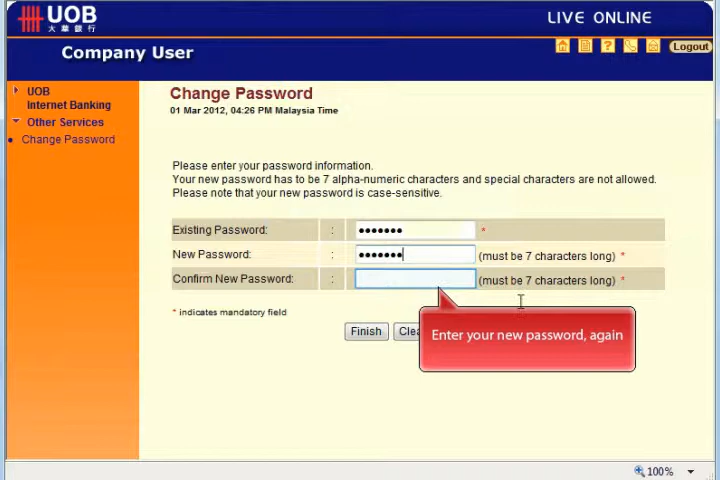 UOB
大華銀行
LIVE ONLINE
Company User
Logout
UOB
Internet Banking
Other Services
Change Password
Change Password
01 Mar 2012, 04:26 PM Malaysia Time
Please enter your password information.
Your new password has to be 7 alpha-numeric characters and special characters are not allowed.
Please note that your new password is case-sensitive.
Existing Password: : ●●●●●●● *
New Password: : ●●●●●●● (must be 7 characters long) *
Confirm New Password: : (must be 7 characters long) *
* indicates mandatory field
Finish
Enter your new password, again
100%